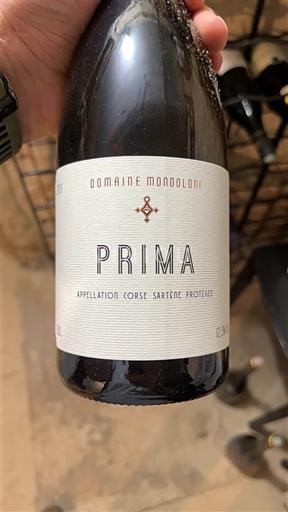 DOMAINE MONDOLONI
PRIMA
APPELLATION CORSE SARTÈNE PROTÉGÉE